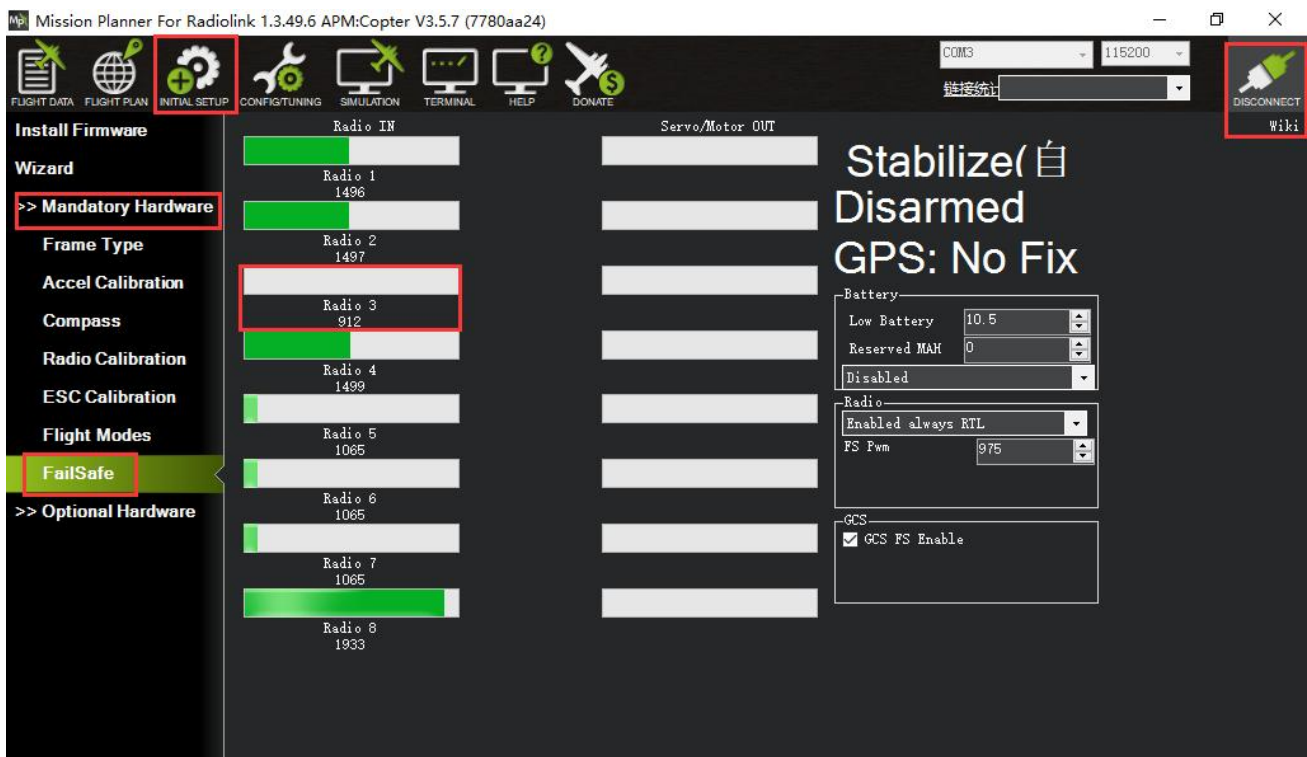 Mission Planner For Radiolink 1.3.49.6 APM:Copter V3.5.7 (7780aa24)
FLIGHT DATA
FLIGHT PLAN
INITIAL SETUP
CONFIG/TUNING
SIMULATION
TERMINAL
HELP
DONATE
COM3
115200
链接统计
DISCONNECT
Install Firmware
Wizard
>> Mandatory Hardware
Frame Type
Accel Calibration
Compass
Radio Calibration
ESC Calibration
Flight Modes
FailSafe
>> Optional Hardware
Radio IN
Radio 1
1496
Radio 2
1497
Radio 3
912
Radio 4
1499
Radio 5
1065
Radio 6
1065
Radio 7
1065
Radio 8
1933
Servo/Motor OUT
Wiki
Stabilize(自
Disarmed
GPS: No Fix
Battery
Low Battery 10.5
Reserved MAH 0
Disabled
Radio
Enabled always RTL
FS Pwm 975
GCS
GCS FS Enable